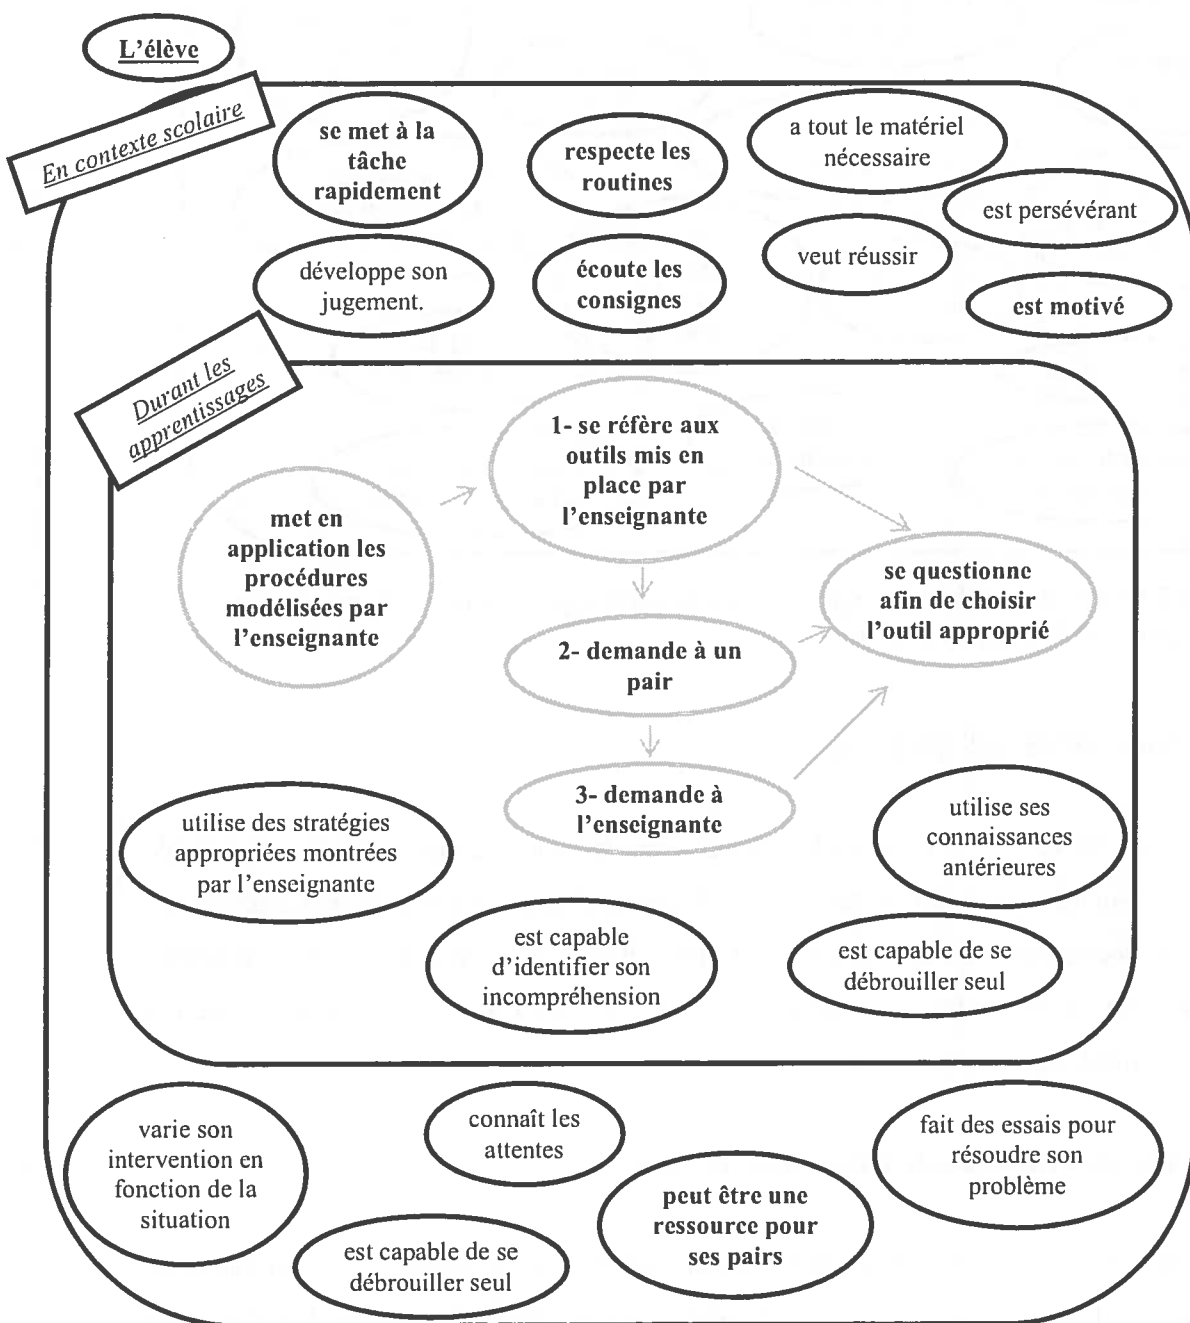 L'élève
En contexte scolaire
se met à la
tâche
rapidement
respecte les
routines
a tout le matériel
nécessaire
est persévérant
développe son
jugement.
écoute les
consignes
veut réussir
est motivé
Durant les
apprentissages
1- se réfère aux
outils mis en
place par
l'enseignante
met en
application les
procédures
modélisées par
l'enseignante
se questionne
afin de choisir
l'outil approprié
2- demande à un
pair
3- demande à
l'enseignante
utilise des stratégies
appropriées montrées
par l'enseignante
utilise ses
connaissances
antérieures
est capable
d'identifier son
incompréhension
est capable de se
débrouiller seul
varie son
intervention en
fonction de la
situation
connaît les
attentes
fait des essais pour
résoudre son
problème
peut être une
ressource pour
ses pairs
est capable de se
débrouiller seul